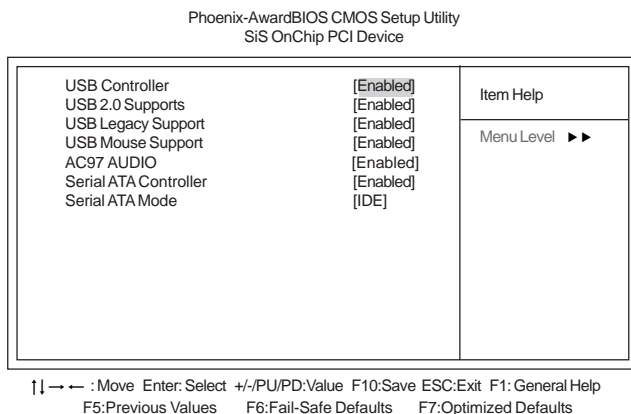 Phoenix-AwardBIOS CMOS Setup Utility
SiS OnChip PCI Device
USB Controller [Enabled]
USB 2.0 Supports [Enabled]
USB Legacy Support [Enabled]
USB Mouse Support [Enabled]
AC97 AUDIO [Enabled]
Serial ATA Controller [Enabled]
Serial ATA Mode [IDE]
Item Help
Menu Level ►►
↑↓→← : Move Enter: Select +/-/PU/PD:Value F10:Save ESC:Exit F1: General Help
F5:Previous Values F6:Fail-Safe Defaults F7:Optimized Defaults